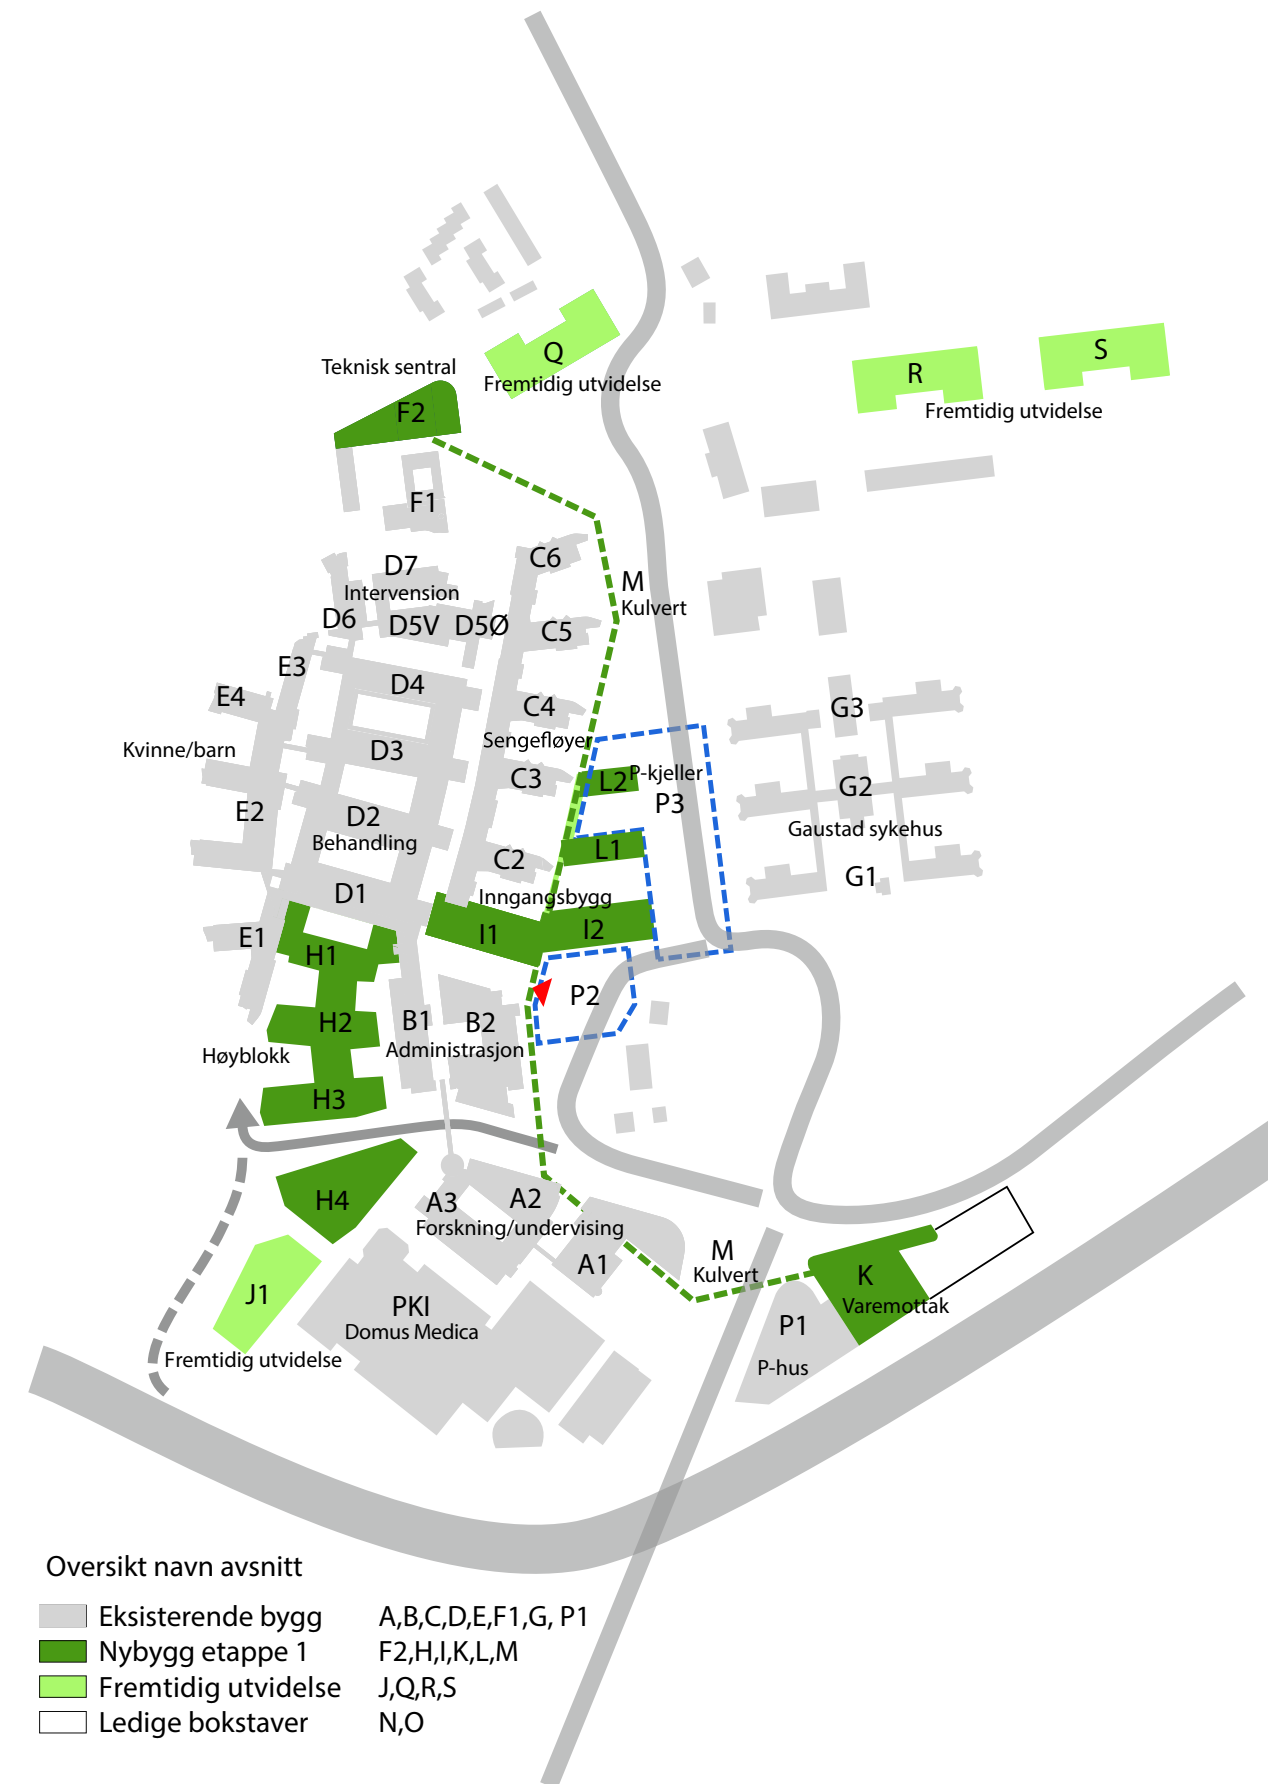 Q
Fremtidig utvidelse
S
R
Fremtidig utvidelse
Teknisk sentral
F2
F1
C6
D7
Intervension
M
Kulvert
D6
D5V
D5Ø
C5
E3
D4
E4
C4
Sengefløyer
G3
Kvinne/barn
D3
C3
L2
P-kjeller
P3
G2
E2
D2
Behandling
Gaustad sykehus
L1
C2
G1
D1
Inngangsbygg
I1
I2
E1
H1
P2
H2
B1
B2
Administrasjon
Høyblokk
H3
H4
A3
A2
Forskning/undervising
A1
M
Kulvert
K
Varemottak
J1
PKI
Domus Medica
P1
Fremtidig utvidelse
P-hus
Oversikt navn avsnitt
Eksisterende bygg A,B,C,D,E,F1,G, P1
Nybygg etappe 1 F2,H,I,K,L,M
Fremtidig utvidelse J,Q,R,S
Ledige bokstaver N,O